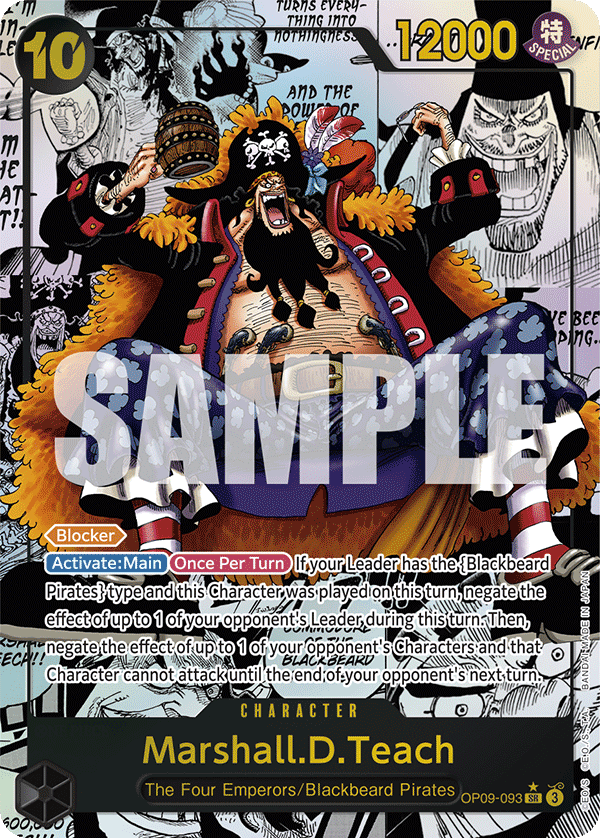 TURNS EVERY-
THING INTO
NOTHINGNESS
10
12000
特
SPECIAL
AND THE
POWER OF
SAMPLE
Blocker
Activate:Main Once Per Turn If your Leader has the {Blackbeard
Pirates} type and this Character was played on this turn, negate the
effect of up to 1 of your opponent's Leader during this turn. Then,
negate the effect of up to 1 of your opponent's Characters and that
Character cannot attack until the end of your opponent's next turn.
BLACKBEARD
CHARACTER
Marshall.D.Teach
The Four Emperors/Blackbeard Pirates
OP09-093 ★ SR 3
BANDAI MADE IN JAPAN